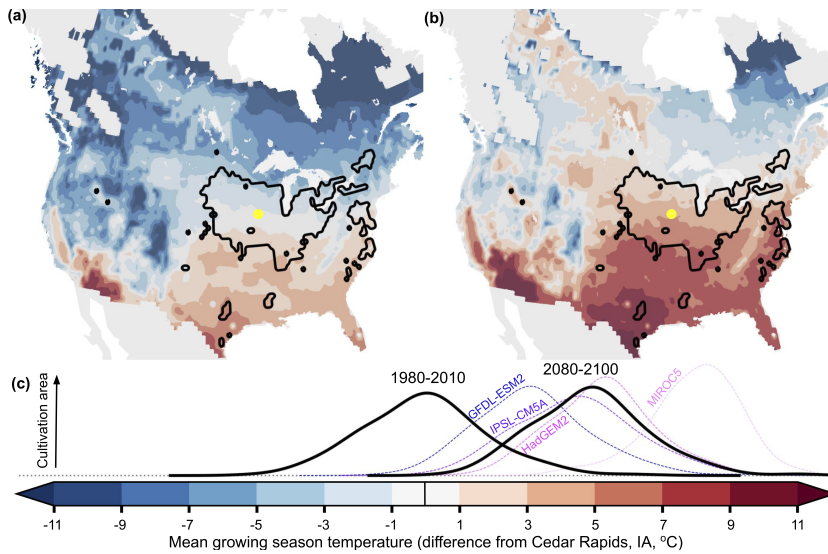 (a)
(b)
(c)
Cultivation area
1980-2010
GFDL-ESM2
IPSL-CM5A
HadGEM2
2080-2100
MIROC5
-11 -9 -7 -5 -3 -1 1 3 5 7 9 11
Mean growing season temperature (difference from Cedar Rapids, IA, ºC)